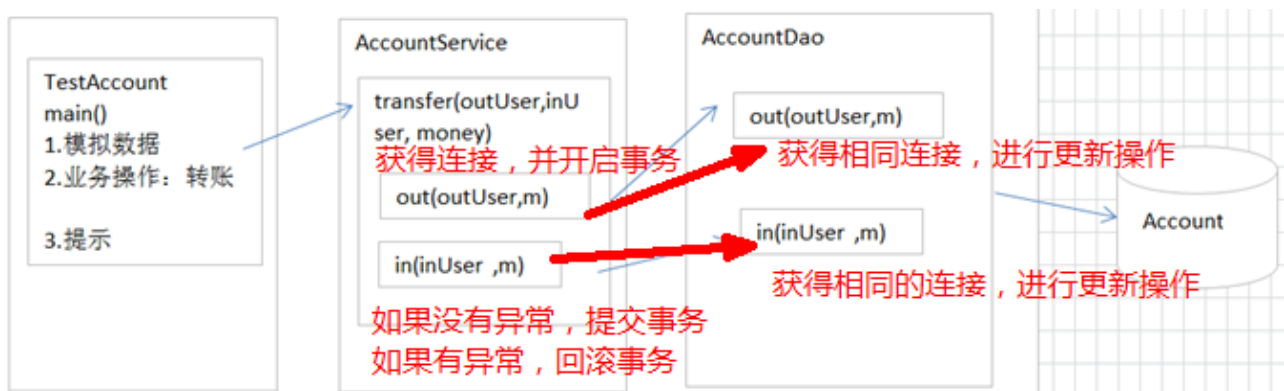 TestAccount
main()
1.模拟数据
2.业务操作：转账
3.提示
AccountService
transfer(outUser,inU
ser, money)
获得连接，并开启事务
out(outUser,m)
in(inUser ,m)
如果没有异常，提交事务
如果有异常，回滚事务
AccountDao
out(outUser,m)
获得相同连接，进行更新操作
in(inUser ,m)
获得相同的连接，进行更新操作
Account